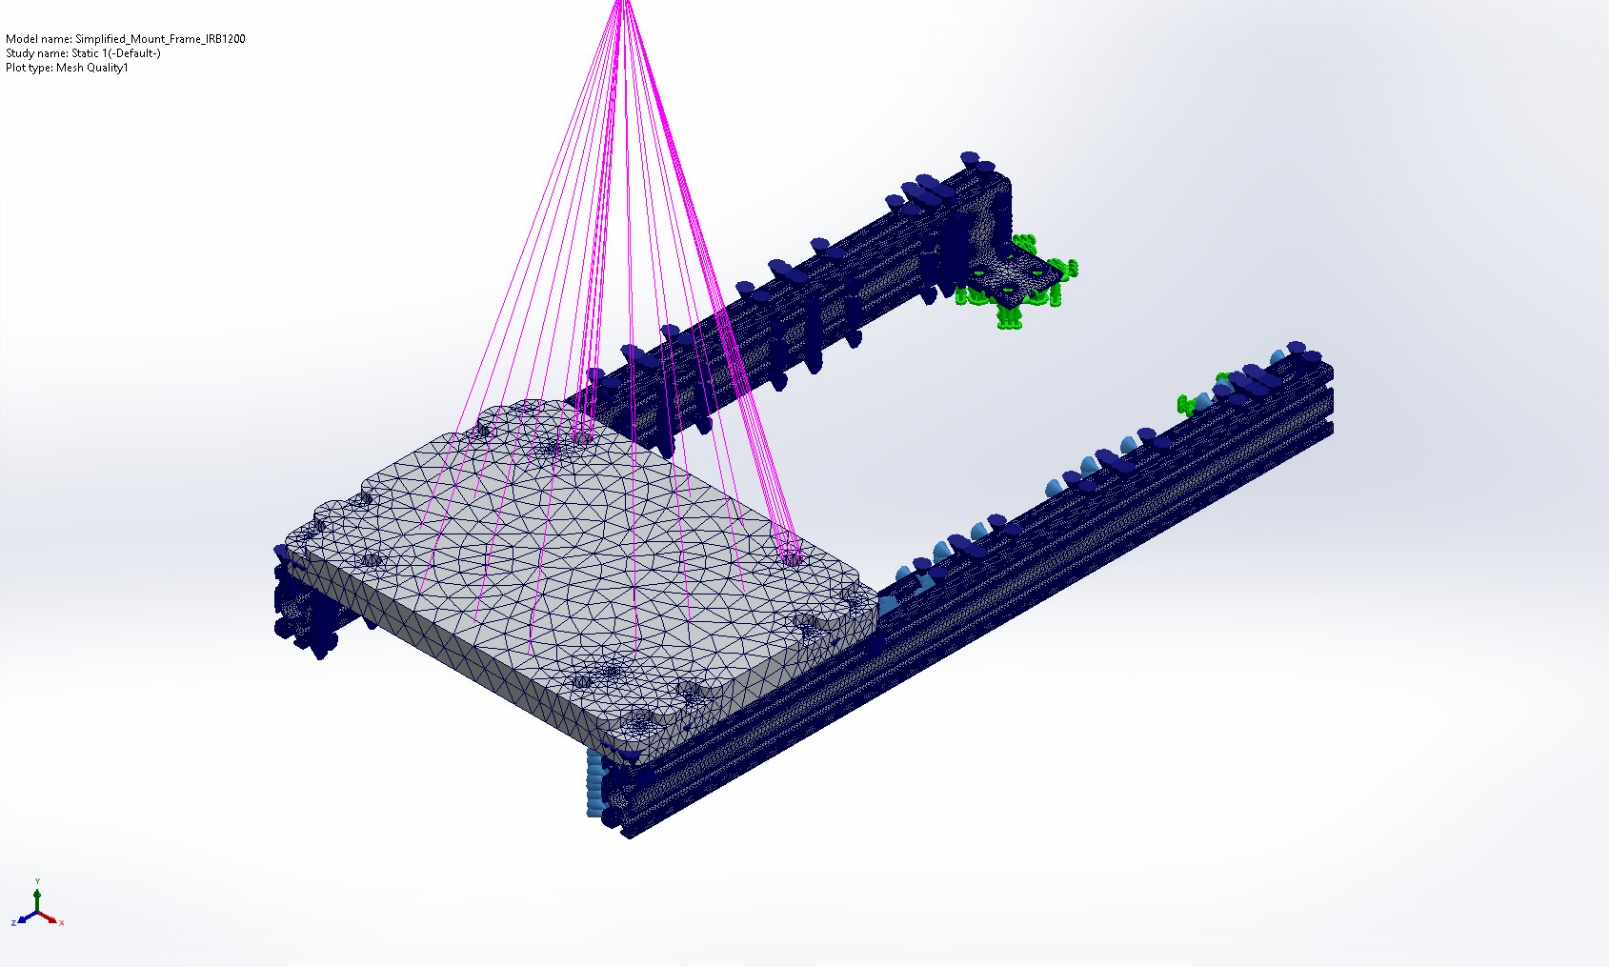 Model name: Simplified_Mount_Frame_IRB1200
Study name: Static 1(-Default-)
Plot type: Mesh Quality1
Y
Z
X